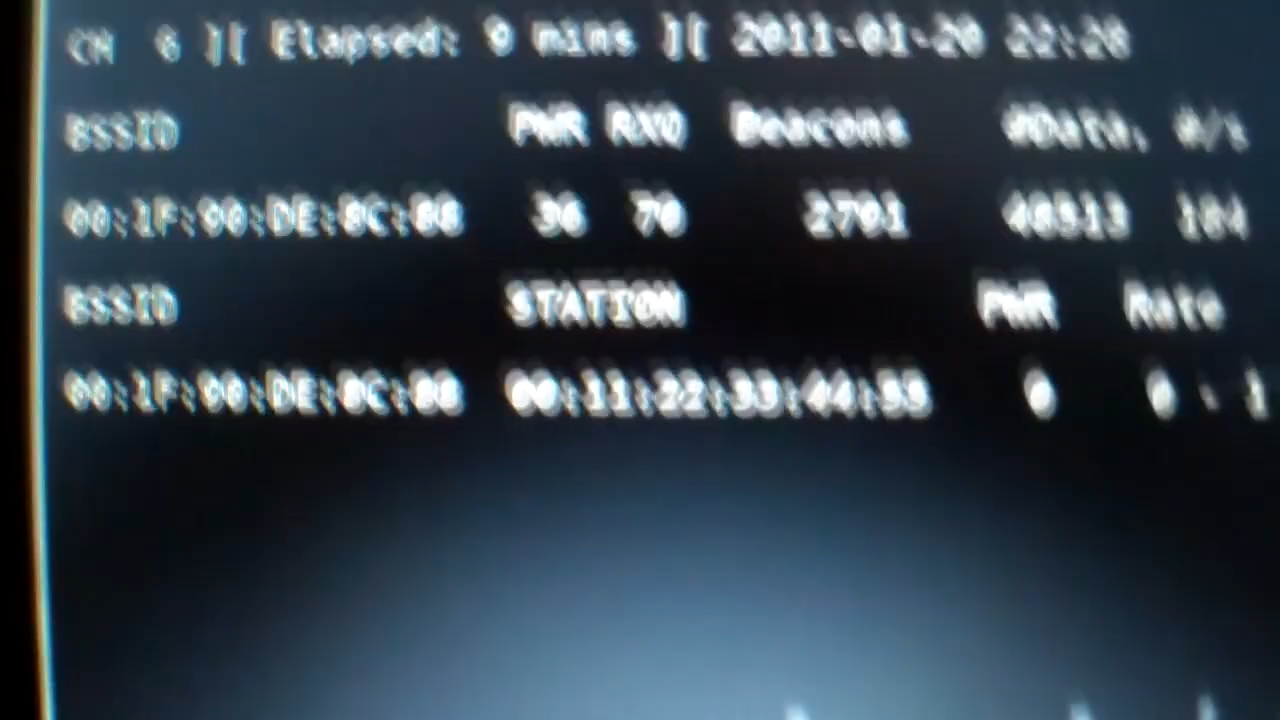 CH 6 ][ Elapsed: 9 mins ][ 2011-01-20 22:28
BSSID PWR RXQ Beacons #Data, #/s
00:1F:90:DE:8C:88 36 70 2701 48513 184
BSSID STATION PWR Rate
00:1F:90:DE:8C:88 00:11:22:33:44:55 0 0 - 1